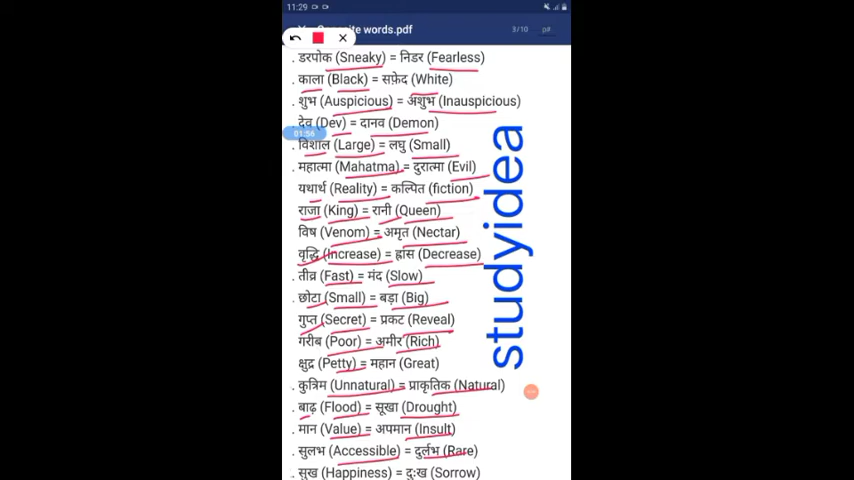 11:29
ite words.pdf
3/10
. डरपोक (Sneaky) = निडर (Fearless)
. काला (Black) = सफ़ेद (White)
. शुभ (Auspicious) = अशुभ (Inauspicious)
देव (Dev) = दानव (Demon)
01:56
. विशाल (Large) = लघु (Small)
. महात्मा (Mahatma) = दुरात्मा (Evil)
यथार्थ (Reality) = कल्पित (fiction)
राजा (King) = रानी (Queen)
विष (Venom) = अमृत (Nectar)
वृद्धि (Increase) = ह्रास (Decrease)
. तीव्र (Fast) = मंद (Slow)
. छोटा (Small) = बड़ा (Big)
गुप्त (Secret) = प्रकट (Reveal)
गरीब (Poor) = अमीर (Rich)
क्षुद्र (Petty) = महान (Great)
. कुत्रिम (Unnatural) = प्राकृतिक (Natural)
. बाढ़ (Flood) = सूखा (Drought)
. मान (Value) = अपमान (Insult)
. सुलभ (Accessible) = दुर्लभ (Rare)
. सुख (Happiness) = दुःख (Sorrow)
studyidea